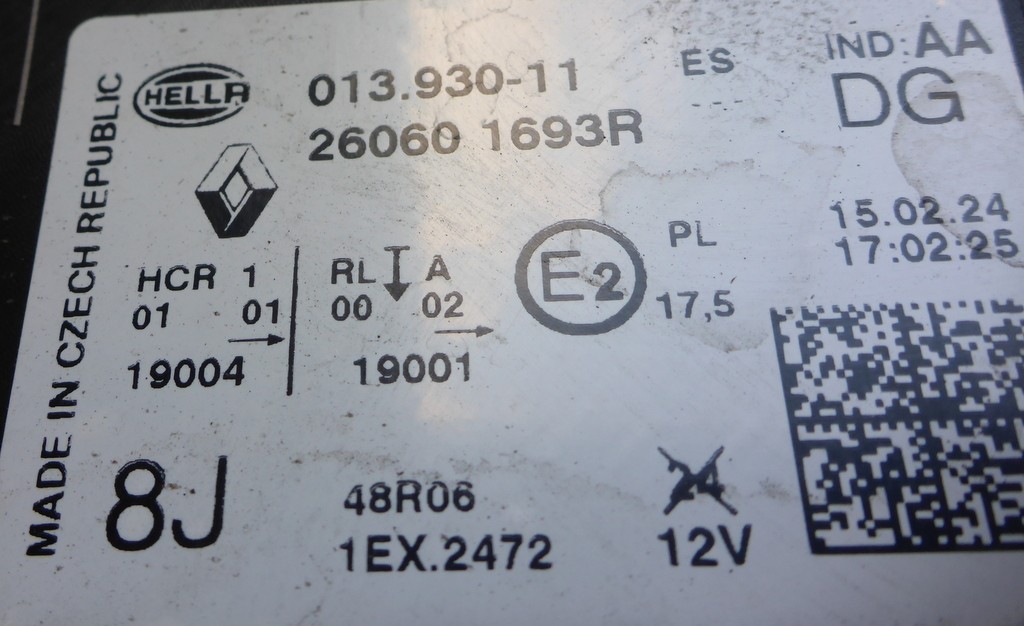 MADE IN CZECH REPUBLIC
HELLA
013.930-11
26060 1693R
ES
IND:AA
DG
15.02.24
17:02:25
HCR 1
01 01
19004
RL A
00 02
19001
E2
PL
17,5
8J
48R06
1EX.2472
24
12V